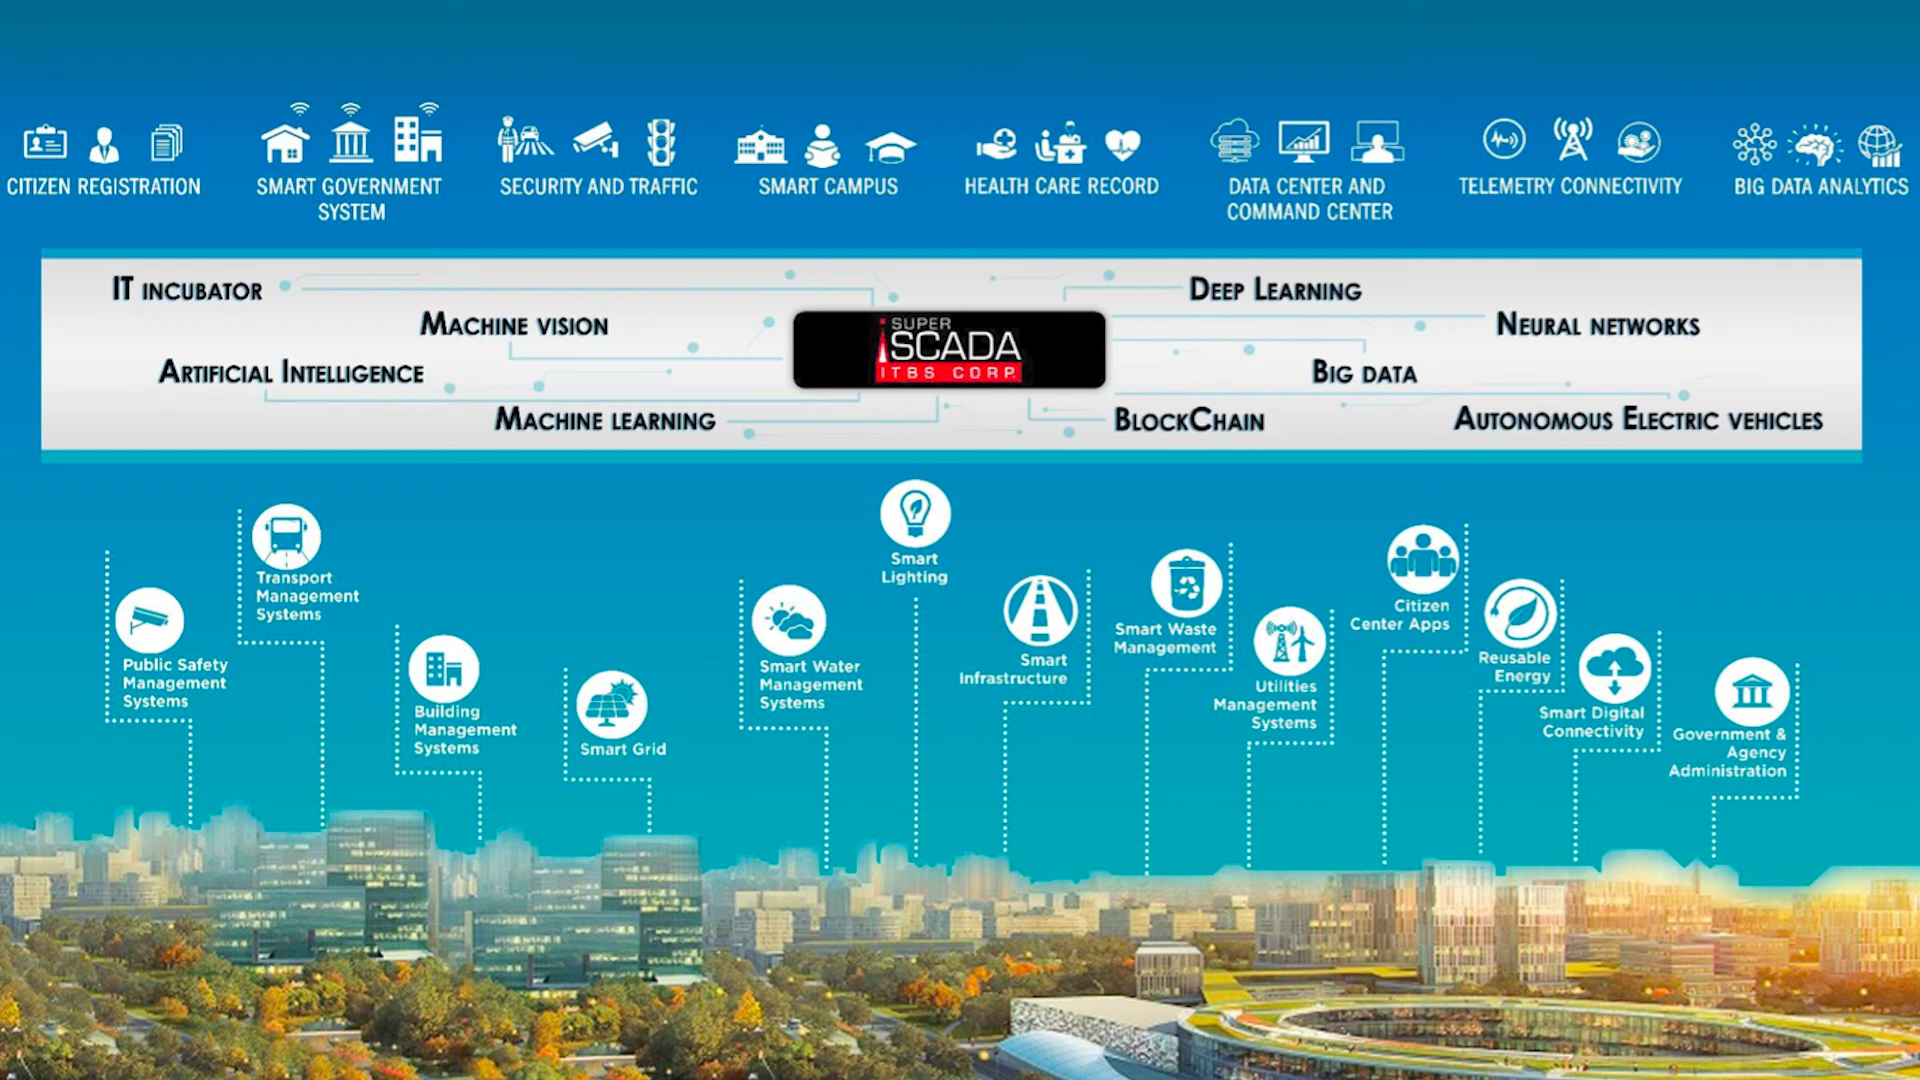 CITIZEN REGISTRATION
SMART GOVERNMENT
SYSTEM
SECURITY AND TRAFFIC
SMART CAMPUS
HEALTH CARE RECORD
DATA CENTER AND
COMMAND CENTER
TELEMETRY CONNECTIVITY
BIG DATA ANALYTICS
IT INCUBATOR
MACHINE VISION
ARTIFICIAL INTELLIGENCE
MACHINE LEARNING
SUPER
SCADA
ITBS CORP.
DEEP LEARNING
NEURAL NETWORKS
BIG DATA
BLOCKCHAIN
AUTONOMOUS ELECTRIC VEHICLES
Public Safety
Management
Systems
Transport
Management
Systems
Building
Management
Systems
Smart Grid
Smart Water
Management
Systems
Smart
Lighting
Smart
Infrastructure
Smart Waste
Management
Utilities
Management
Systems
Citizen
Center Apps
Reusable
Energy
Smart Digital
Connectivity
Government &
Agency
Administration